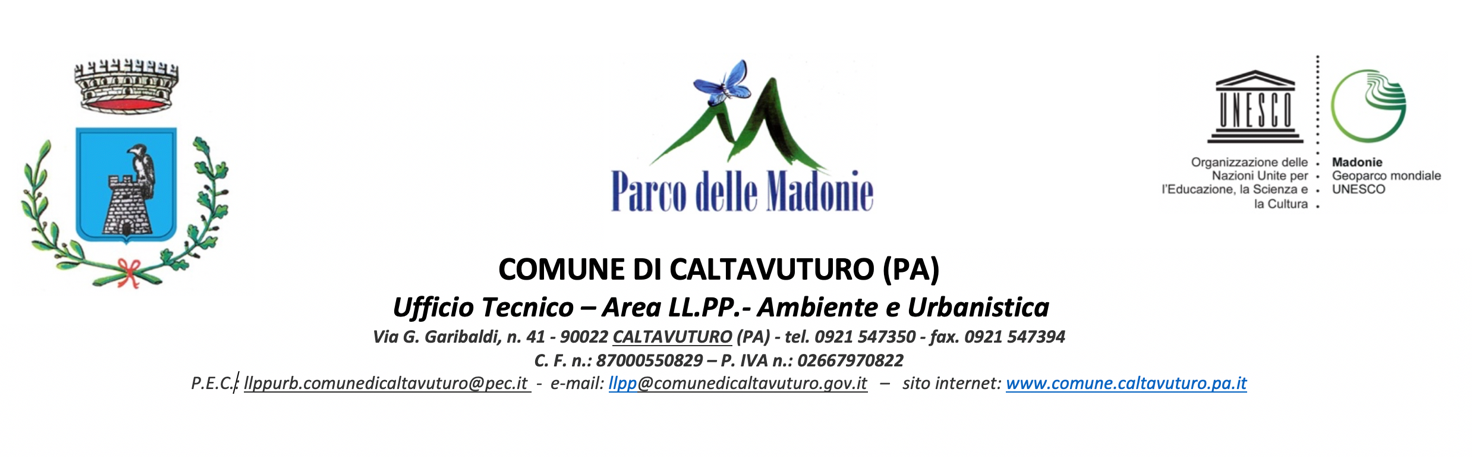 Parco delle Madonie
UNESCO
Organizzazione delle
Nazioni Unite per
l'Educazione, la Scienza e
la Cultura
Madonie
Geoparco mondiale
UNESCO
COMUNE DI CALTAVUTURO (PA)
Ufficio Tecnico – Area LL.PP.- Ambiente e Urbanistica
Via G. Garibaldi, n. 41 - 90022 CALTAVUTURO (PA) - tel. 0921 547350 - fax. 0921 547394
C. F. n.: 87000550829 – P. IVA n.: 02667970822
P.E.C.: llppurb.comunedicaltavuturo@pec.it - e-mail: llpp@comunedicaltavuturo.gov.it – sito internet: www.comune.caltavuturo.pa.it